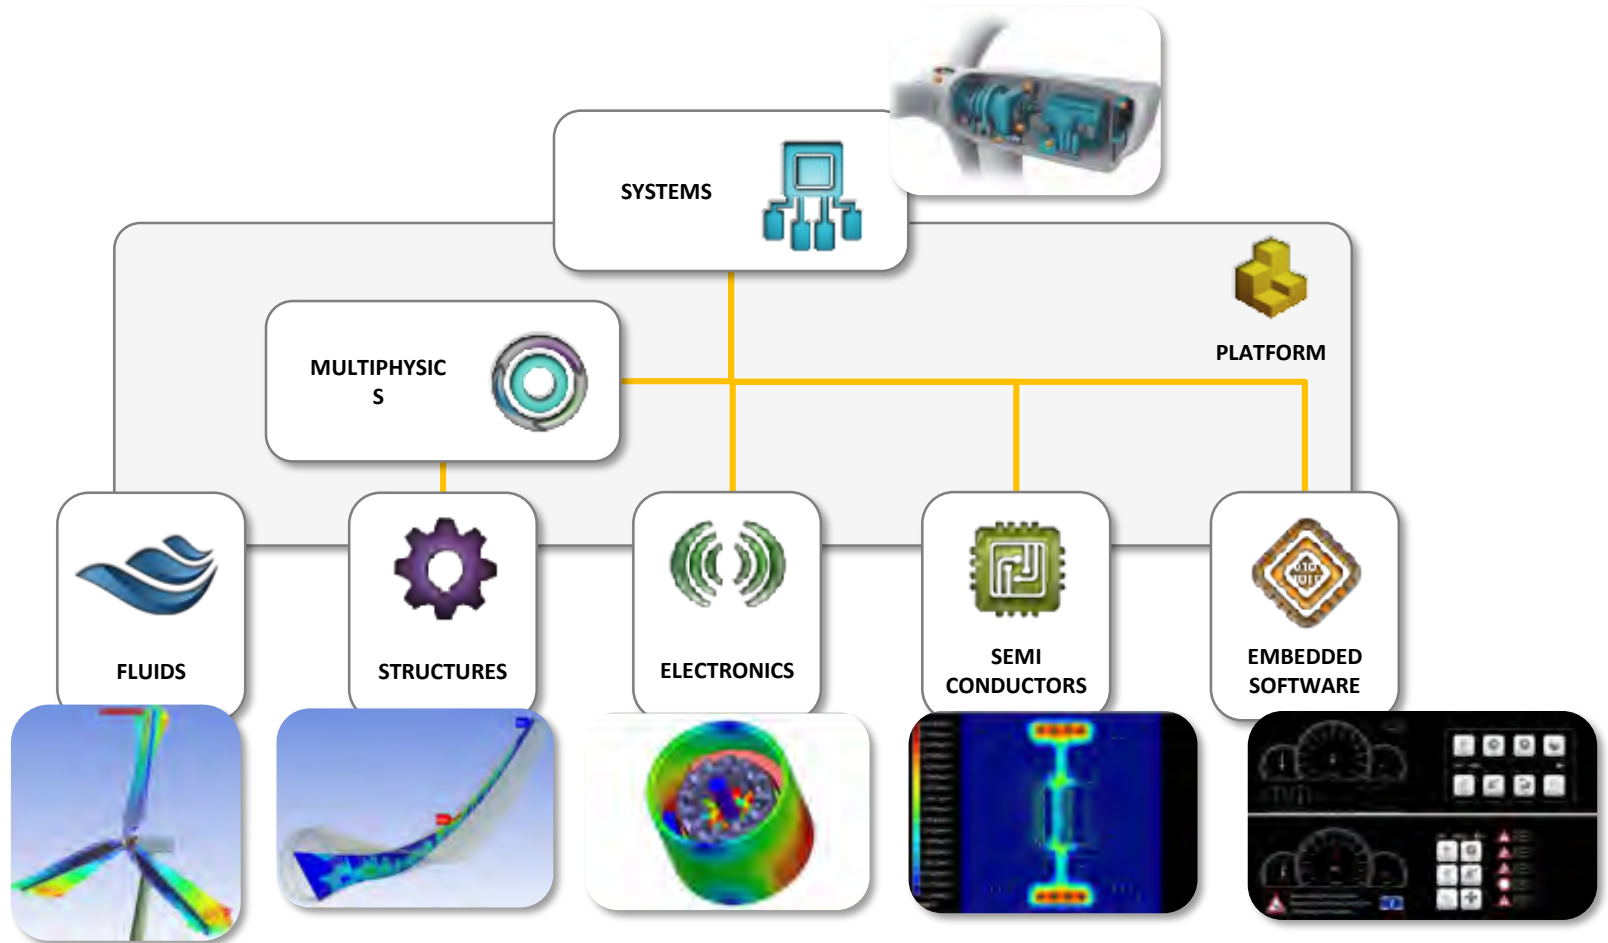 SYSTEMS
PLATFORM
MULTIPHYSIC
S
FLUIDS
STRUCTURES
ELECTRONICS
SEMI
CONDUCTORS
EMBEDDED
SOFTWARE